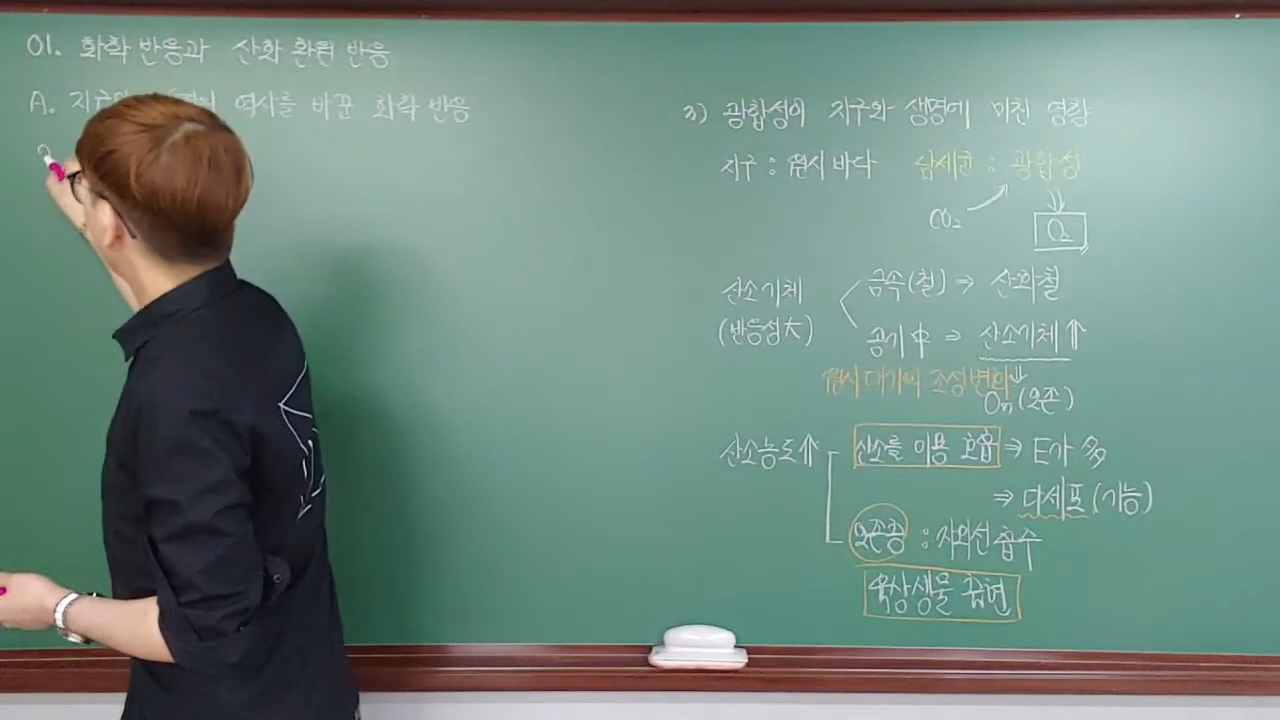 01. 화학 반응과 산화 환원 반응
A. 지구와 역사를 바꾼 화학 반응
2
3) 광합성이 지구와 생명에 미친 영향
지구 : 원시 바다 남세균 : 광합성
CO₂ O₂
산소 기체 금속(철) ⇒ 산화철
(반응성大) 공기 中 ⇒ 산소기체 ⇑
원시 대기의 조성변화 ⇓
(오존)
산소농도⇑ 산소를 이용 호흡 ⇒ E가 多
⇒ 다세포(기능)
오존층 : 자외선 흡수
육상생물 출현